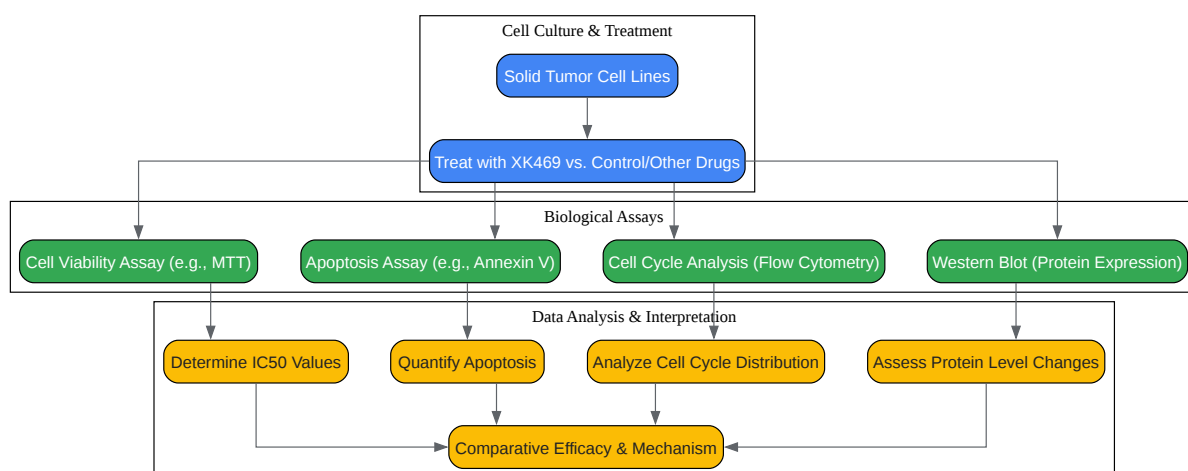 Cell Culture & Treatment
Solid Tumor Cell Lines
Treat with XK469 vs. Control/Other Drugs
Biological Assays
Cell Viability Assay (e.g., MTT)
Apoptosis Assay (e.g., Annexin V)
Cell Cycle Analysis (Flow Cytometry)
Western Blot (Protein Expression)
Data Analysis & Interpretation
Determine IC50 Values
Quantify Apoptosis
Analyze Cell Cycle Distribution
Assess Protein Level Changes
Comparative Efficacy & Mechanism